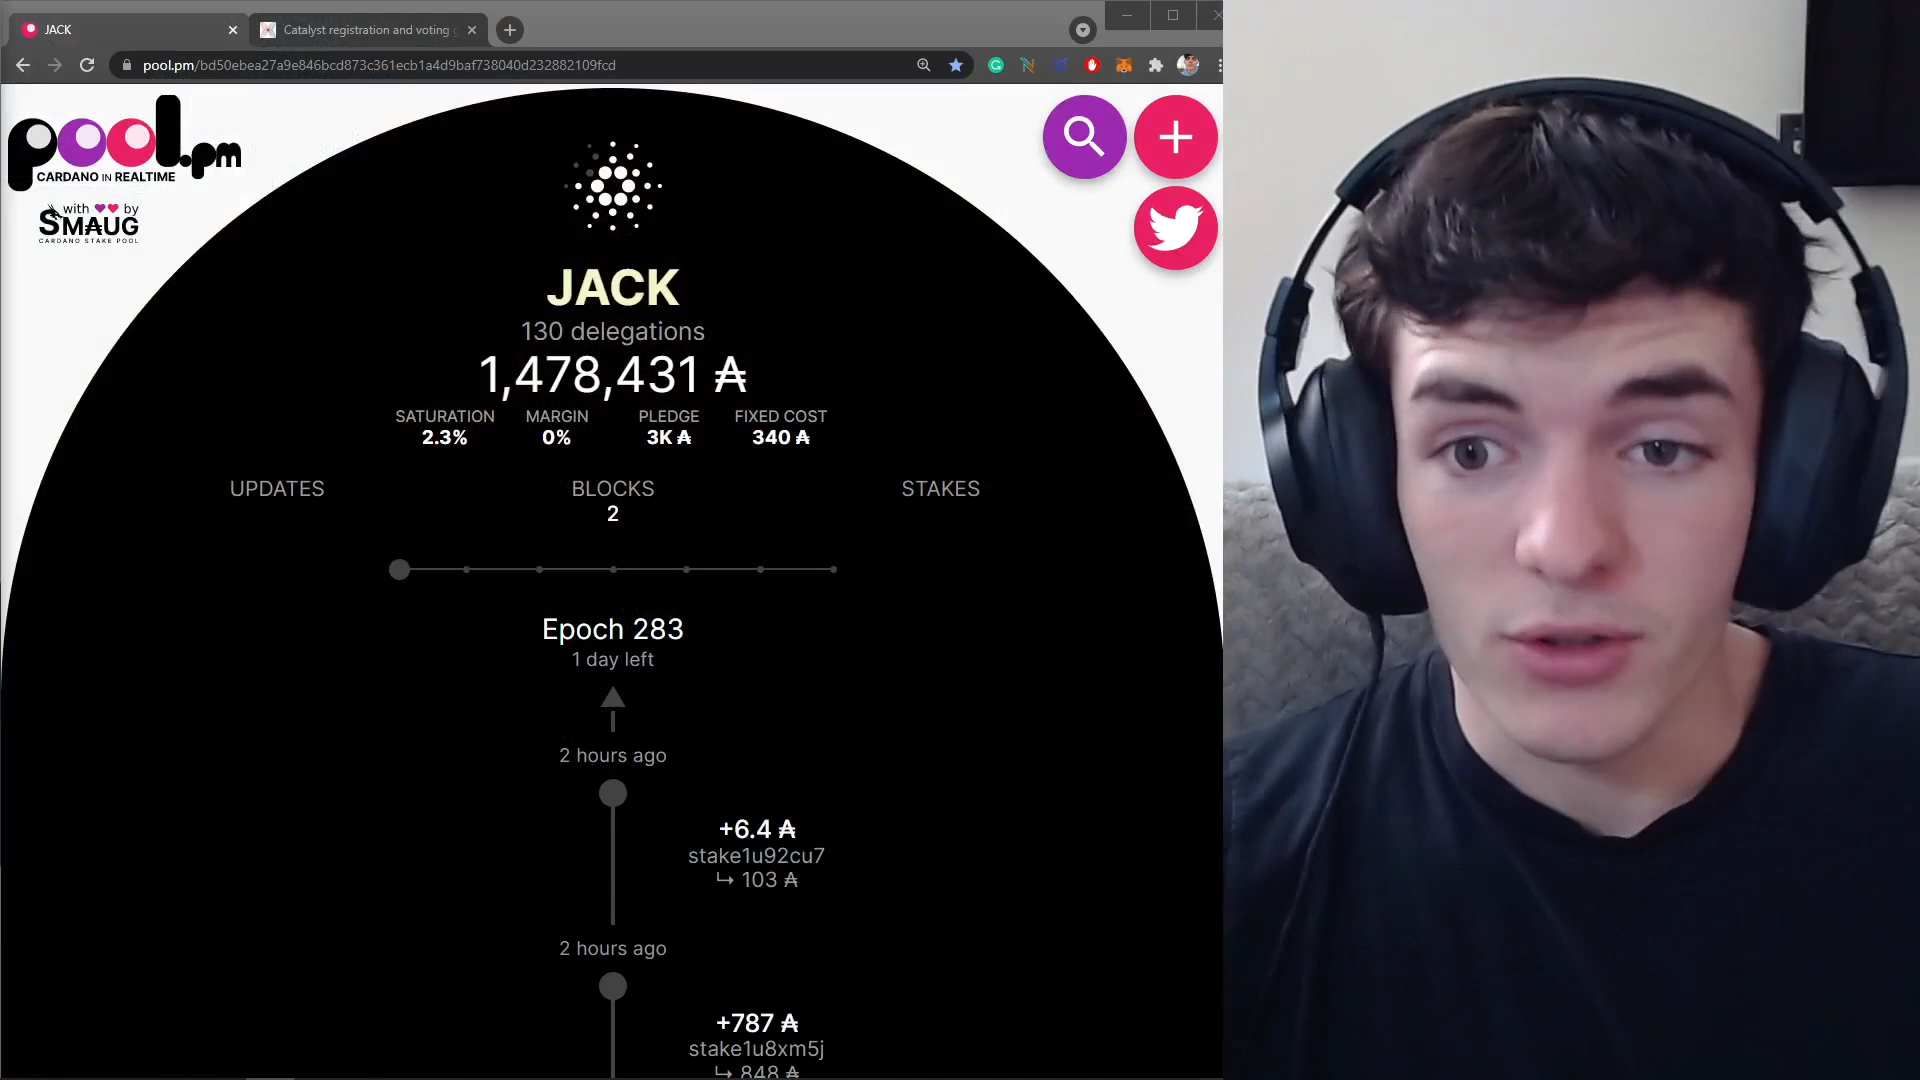 JACK
Catalyst registration and voting
pool.pm/bd50ebea27a9e846bcd873c361ecb1a4d9baf738040d232882109fcd
pool.pm
CARDANO IN REALTIME
with by
SMAUG
CARDANO STAKE POOL
JACK
130 delegations
1,478,431 ₳
SATURATION MARGIN PLEDGE FIXED COST
2.3% 0% 3K ₳ 340 ₳
UPDATES BLOCKS STAKES
2
Epoch 283
1 day left
2 hours ago
+6.4 ₳
stake1u92cu7
↳ 103 ₳
2 hours ago
+787 ₳
stake1u8xm5j
↳ 848 ₳